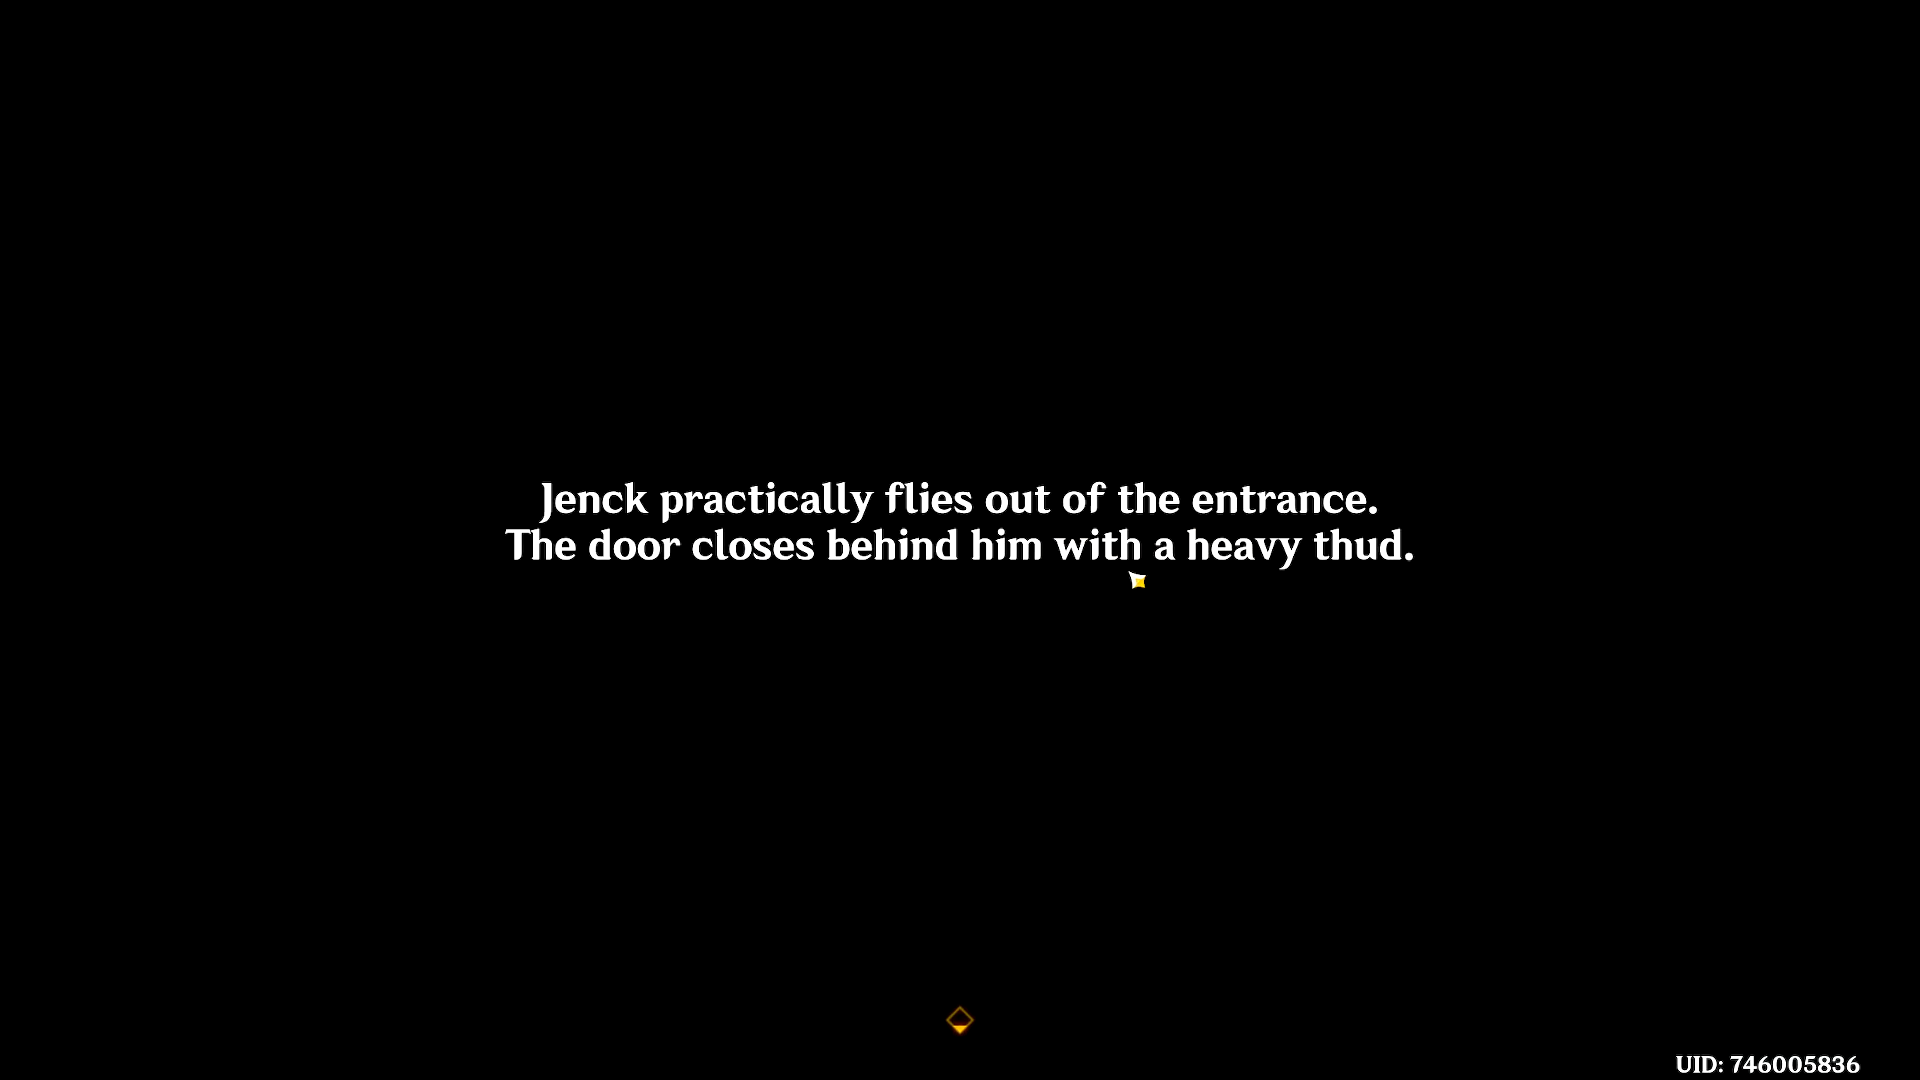 Jenck practically flies out of the entrance.
The door closes behind him with a heavy thud.
UID: 746005836